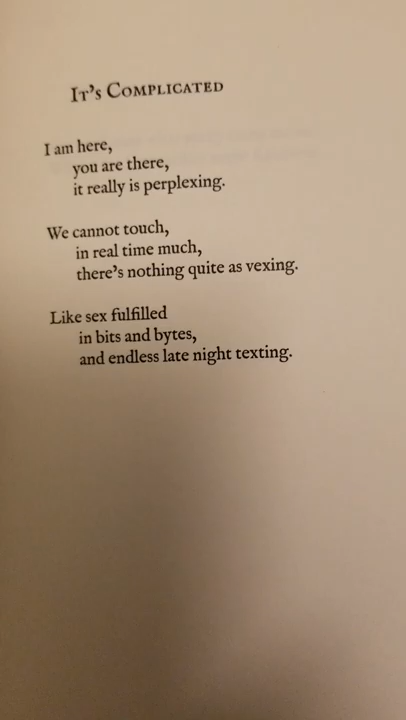 It's Complicated
I am here,
you are there,
it really is perplexing.
We cannot touch,
in real time much,
there's nothing quite as vexing.
Like sex fulfilled
in bits and bytes,
and endless late night texting.